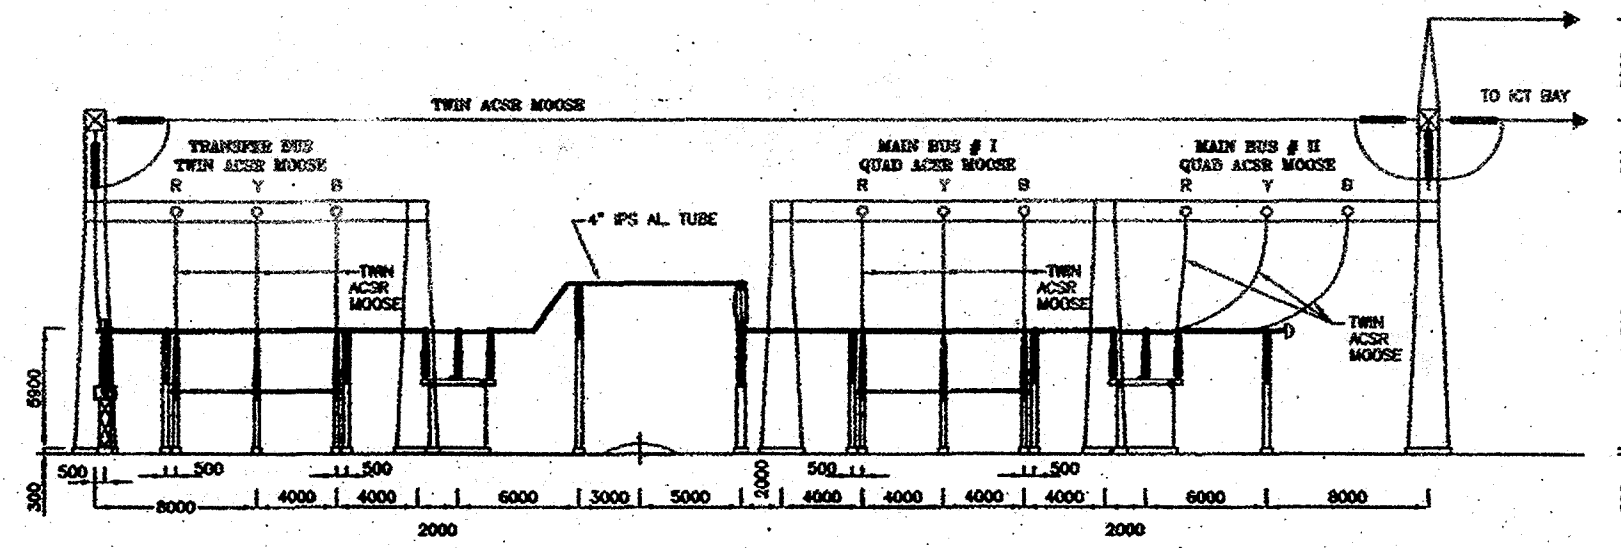 TWIN ACSR MOOSE
TO ICT BAY
TRANSFER BUS
TWIN ACSR MOOSE
R Y B
MAIN BUS # I
QUAD ACSR MOOSE
R Y B
MAIN BUS # II
QUAD ACSR MOOSE
R Y B
4" IPS AL. TUBE
TWIN
ACSR
MOOSE
TWIN
ACSR
MOOSE
TWIN
ACSR
MOOSE
5900
300
500 500 500 500 500
8000 4000 4000 6000 3000 5000 2000 4000 4000 4000 4000 6000 8000
2000 2000